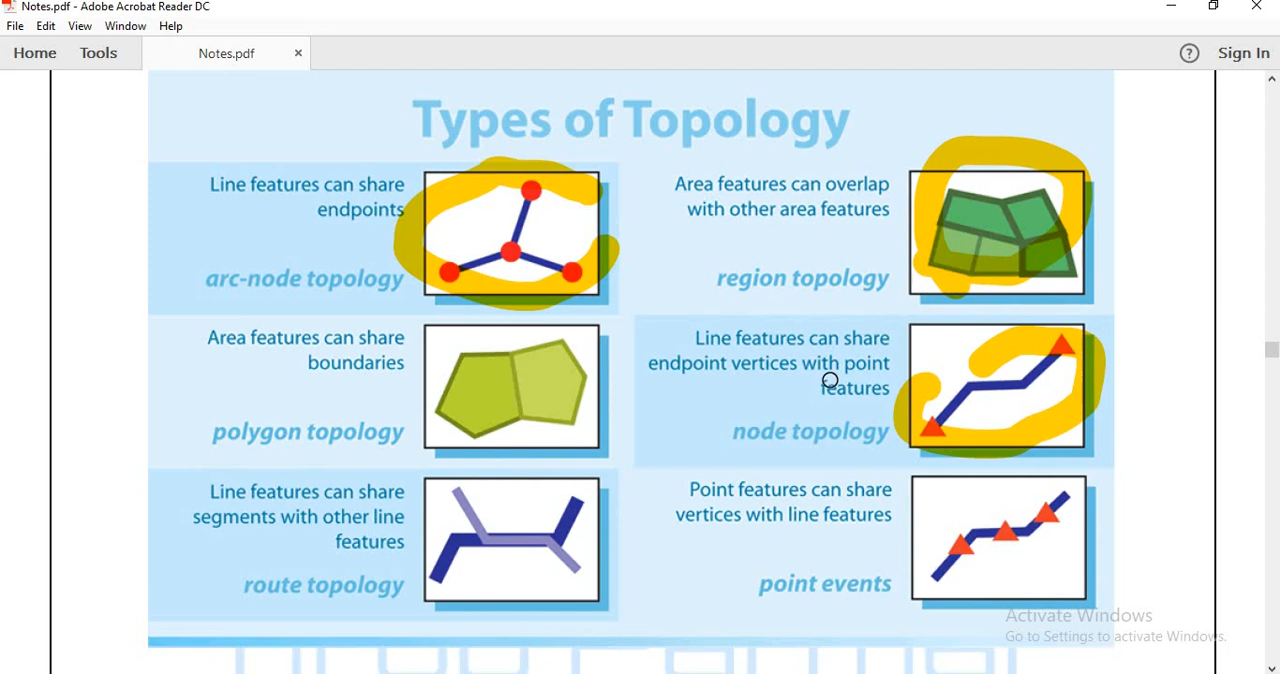 Notes.pdf - Adobe Acrobat Reader DC
File Edit View Window Help
Home Tools Notes.pdf × ? Sign In
Types of Topology
Line features can share
endpoints
arc-node topology
Area features can overlap
with other area features
region topology
Area features can share
boundaries
polygon topology
Line features can share
endpoint vertices with point
features
node topology
Line features can share
segments with other line
features
route topology
Point features can share
vertices with line features
point events
Activate Windows
Go to Settings to activate Windows.